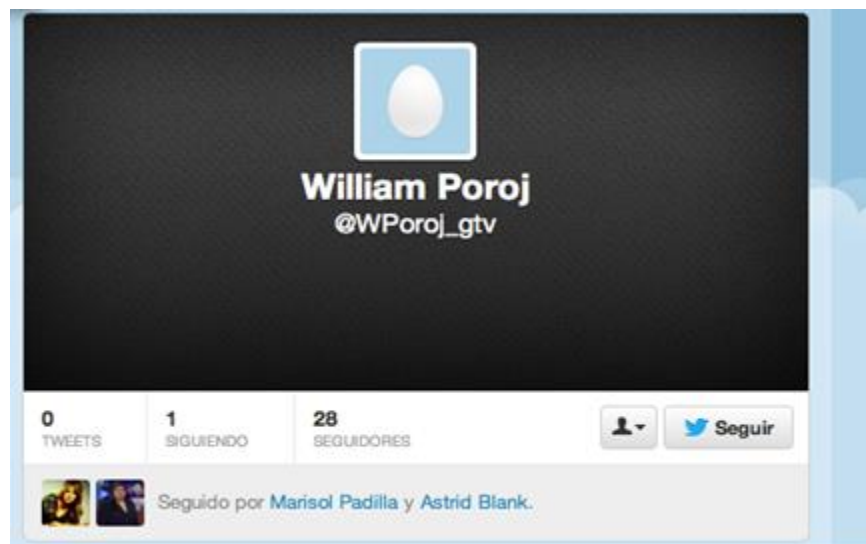 William Poroj
@WPoroj_gtv
0 1 28
TWEETS SIGUIENDO SEGUIDORES
Seguir
Seguido por Marisol Padilla y Astrid Blank.